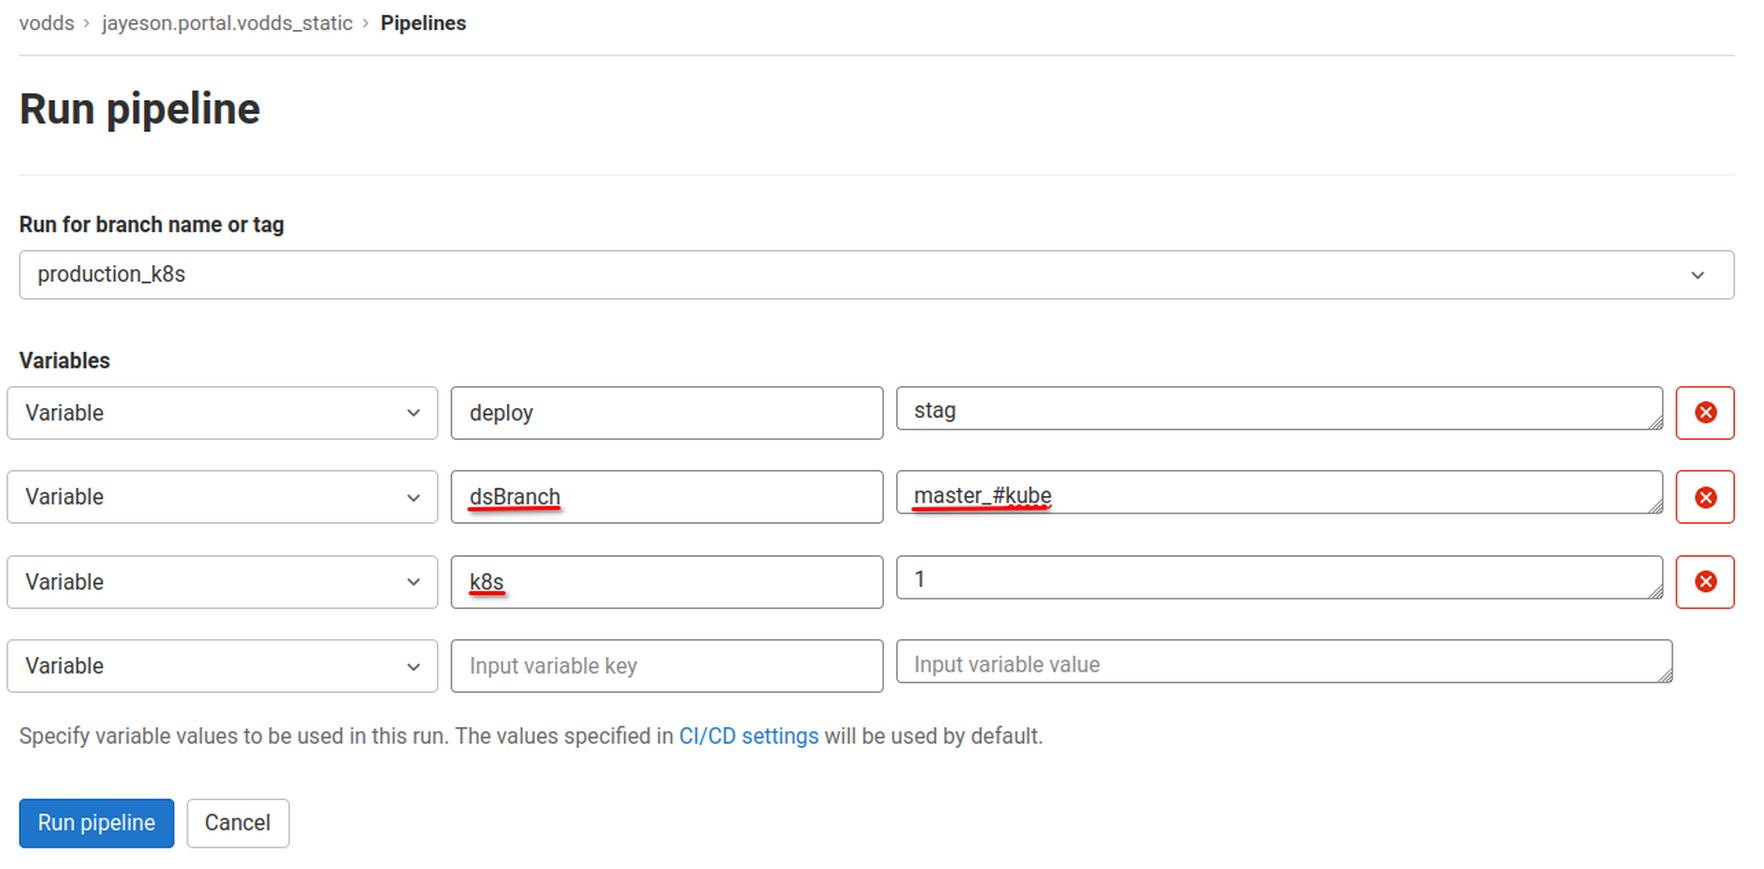 vodds › jayeson.portal.vodds_static › Pipelines
Run pipeline
Run for branch name or tag
production_k8s
Variables
Variable deploy stag
Variable dsBranch master_#kube
Variable k8s 1
Variable Input variable key Input variable value
Specify variable values to be used in this run. The values specified in CI/CD settings will be used by default.
Run pipeline Cancel